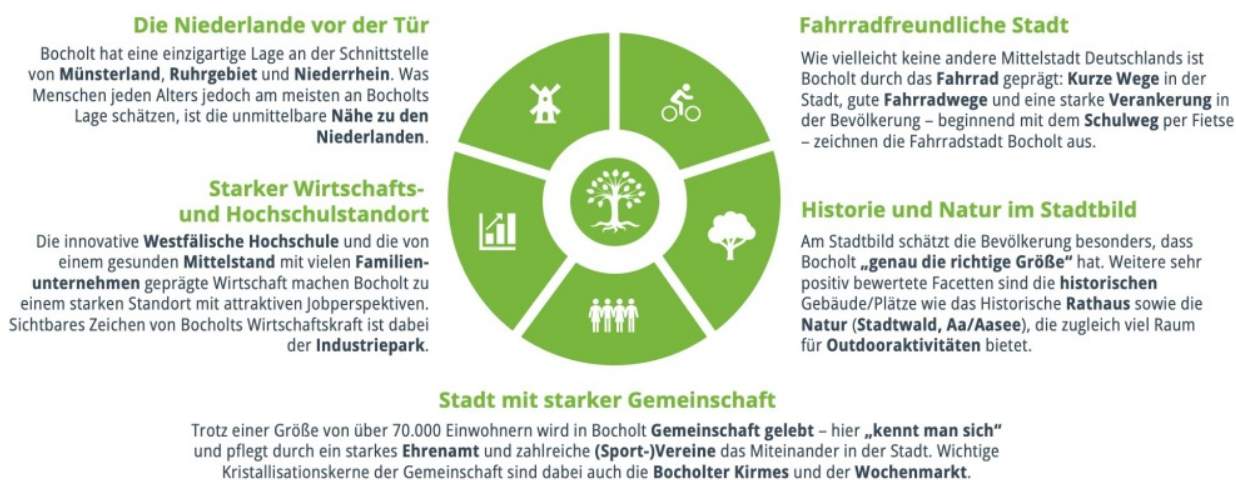 Die Niederlande vor der Tür
Bocholt hat eine einzigartige Lage an der Schnittstelle
von Münsterland, Ruhrgebiet und Niederrhein. Was
Menschen jeden Alters jedoch am meisten an Bocholts
Lage schätzen, ist die unmittelbare Nähe zu den
Niederlanden.
Starker Wirtschafts-
und Hochschulstandort
Die innovative Westfälische Hochschule und die von
einem gesunden Mittelstand mit vielen Familien-
unternehmen geprägte Wirtschaft machen Bocholt zu
einem starken Standort mit attraktiven Jobperspektiven.
Sichtbares Zeichen von Bocholts Wirtschaftskraft ist dabei
der Industriepark.
Fahrradfreundliche Stadt
Wie vielleicht keine andere Mittelstadt Deutschlands ist
Bocholt durch das Fahrrad geprägt: Kurze Wege in der
Stadt, gute Fahrradwege und eine starke Verankerung in
der Bevölkerung – beginnend mit dem Schulweg per Fietse
– zeichnen die Fahrradstadt Bocholt aus.
Historie und Natur im Stadtbild
Am Stadtbild schätzt die Bevölkerung besonders, dass
Bocholt „genau die richtige Größe“ hat. Weitere sehr
positiv bewertete Facetten sind die historischen
Gebäude/Plätze wie das Historische Rathaus sowie die
Natur (Stadtwald, Aa/Aasee), die zugleich viel Raum
für Outdooraktivitäten bietet.
Stadt mit starker Gemeinschaft
Trotz einer Größe von über 70.000 Einwohnern wird in Bocholt Gemeinschaft gelebt – hier „kennt man sich“
und pflegt durch ein starkes Ehrenamt und zahlreiche (Sport-)Vereine das Miteinander in der Stadt. Wichtige
Kristallisationskerne der Gemeinschaft sind dabei auch die Bocholter Kirmes und der Wochenmarkt.